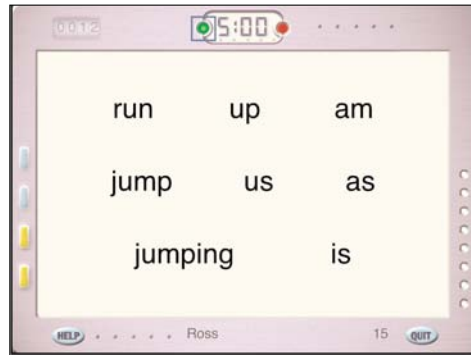 0012 5:00
run up am
jump us as
jumping is
HELP Ross 15 QUIT